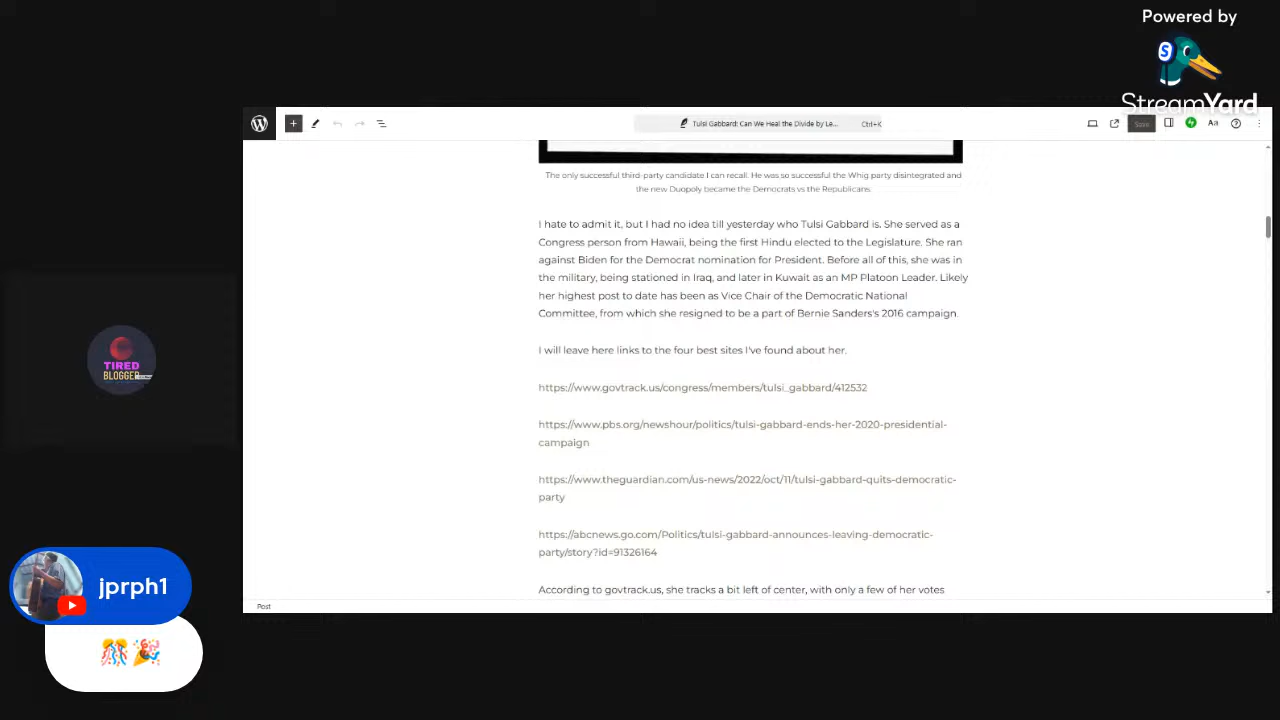 Powered by
StreamYard
Tulsi Gabbard: Can We Heal the Divide by Le...
Ctrl+K
Save
Aa
The only successful third-party candidate I can recall. He was so successful the Whig party disintegrated and
the new Duopoly became the Democrats vs the Republicans.
I hate to admit it, but I had no idea till yesterday who Tulsi Gabbard is. She served as a
Congress person from Hawaii, being the first Hindu elected to the Legislature. She ran
against Biden for the Democrat nomination for President. Before all of this, she was in
the military, being stationed in Iraq, and later in Kuwait as an MP Platoon Leader. Likely
her highest post to date has been as Vice Chair of the Democratic National
Committee, from which she resigned to be a part of Bernie Sanders's 2016 campaign.
I will leave here links to the four best sites I've found about her.
https://www.govtrack.us/congress/members/tulsi_gabbard/412532
https://www.pbs.org/newshour/politics/tulsi-gabbard-ends-her-2020-presidential-
campaign
https://www.theguardian.com/us-news/2022/oct/11/tulsi-gabbard-quits-democratic-
party
https://abcnews.go.com/Politics/tulsi-gabbard-announces-leaving-democratic-
party/story?id=91326164
According to govtrack.us, she tracks a bit left of center, with only a few of her votes
Post
TIRED
BLOGGER
jprph1